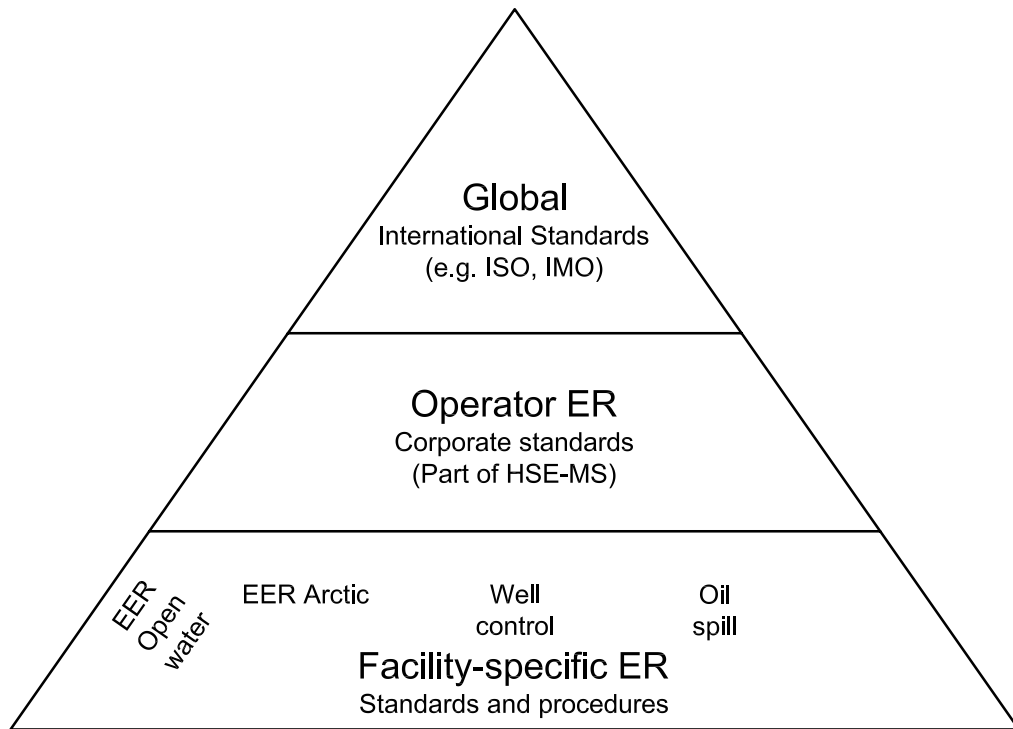 Global
International Standards
(e.g. ISO, IMO)
Operator ER
Corporate standards
(Part of HSE-MS)
EER
Open
water
EER Arctic
Well
control
Oil
spill
Facility-specific ER
Standards and procedures